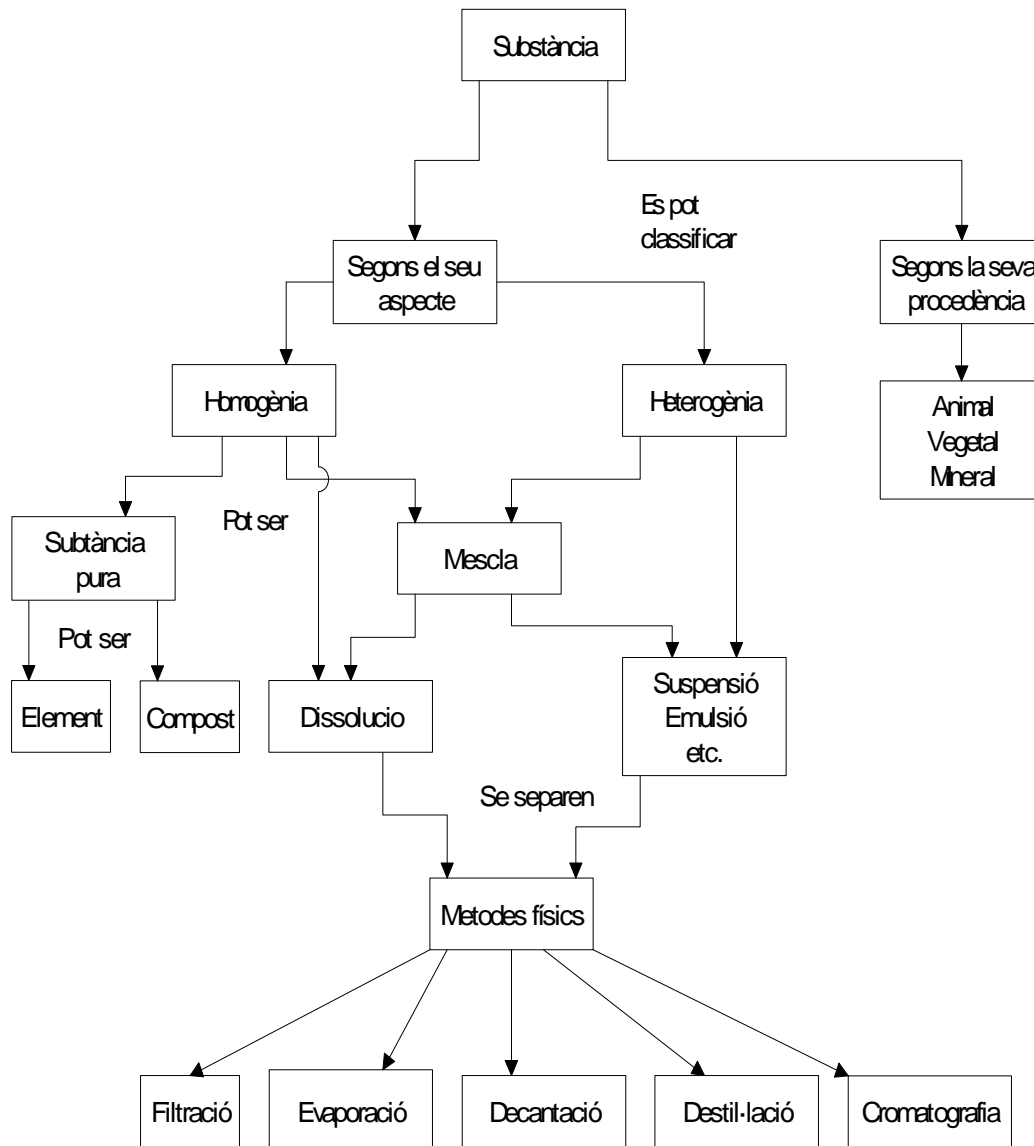 Substància
Es pot
classificar
Segons el seu
aspecte
Segons la seva
procedència
Homogènia
Heterogènia
Animal
Vegetal
Mineral
Pot ser
Subtància
pura
Mescla
Pot ser
Element
Compost
Dissolucio
Suspensió
Emulsió
etc.
Se separen
Metodes físics
Filtració
Evaporació
Decantació
Destil·lació
Cromatografia